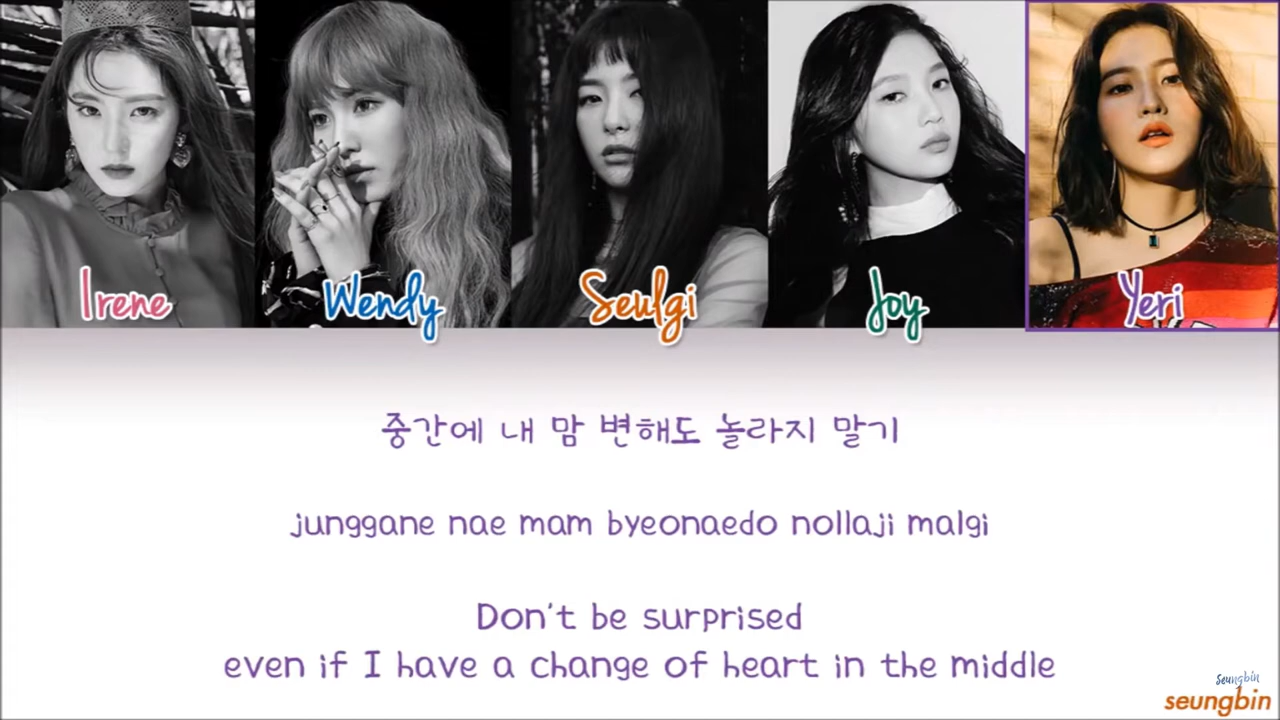 Irene
Wendy
Seulgi
Joy
Yeri
중간에 내 맘 변해도 놀라지 말기
junggane nae mam byeonaedo nollaji malgi
Don't be surprised
even if I have a change of heart in the middle
Seungbin
seungbin